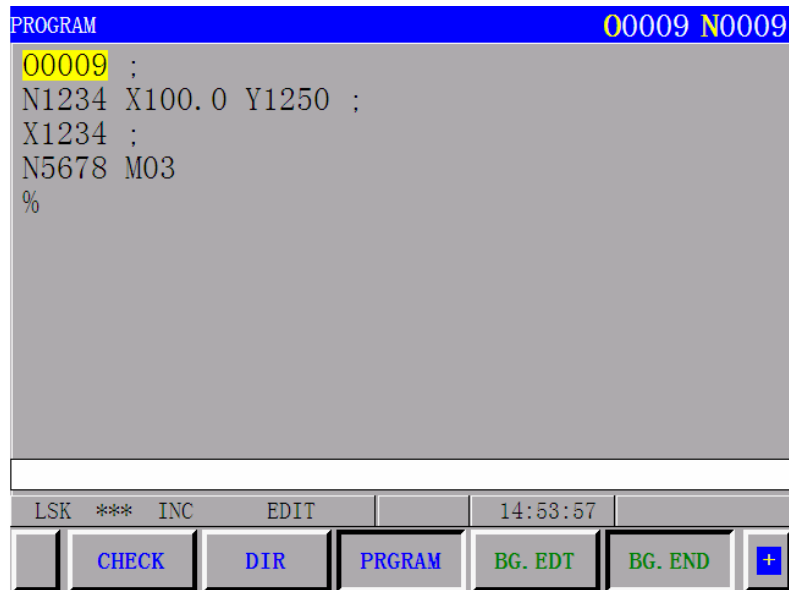 PROGRAM O0009 N0009
O0009 ;
N1234 X100.0 Y1250 ;
X1234 ;
N5678 M03
%
LSK *** INC EDIT 14:53:57
CHECK DIR PRGRAM BG.EDT BG.END +